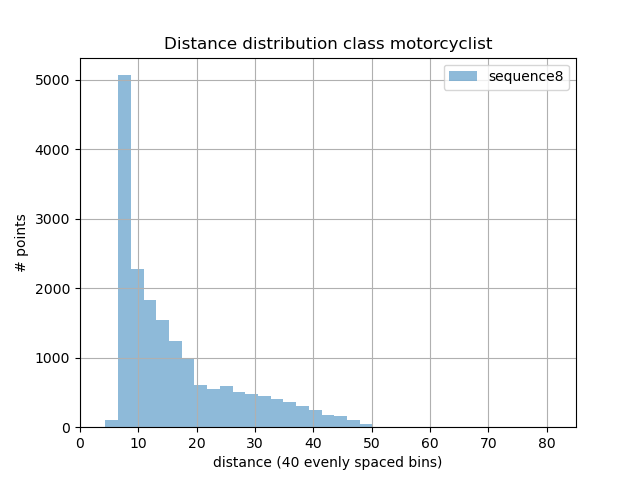 Distance distribution class motorcyclist
sequence8
5000
4000
3000
2000
1000
0
# points
0 10 20 30 40 50 60 70 80
distance (40 evenly spaced bins)